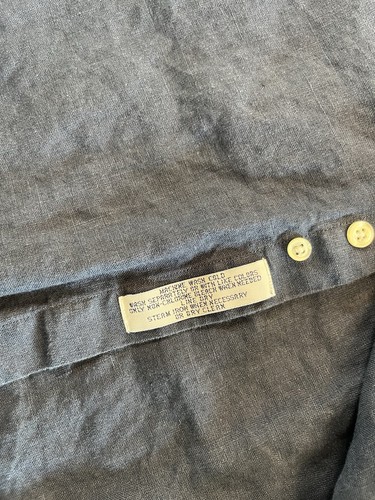 MACHINE WASH COLD
WASH SEPARATELY OR WITH LIKE COLORS
ONLY NON-CHLORINE BLEACH WHEN NEEDED
LINE DRY
STEAM IRON WHEN NECESSARY
OR DRY CLEAN